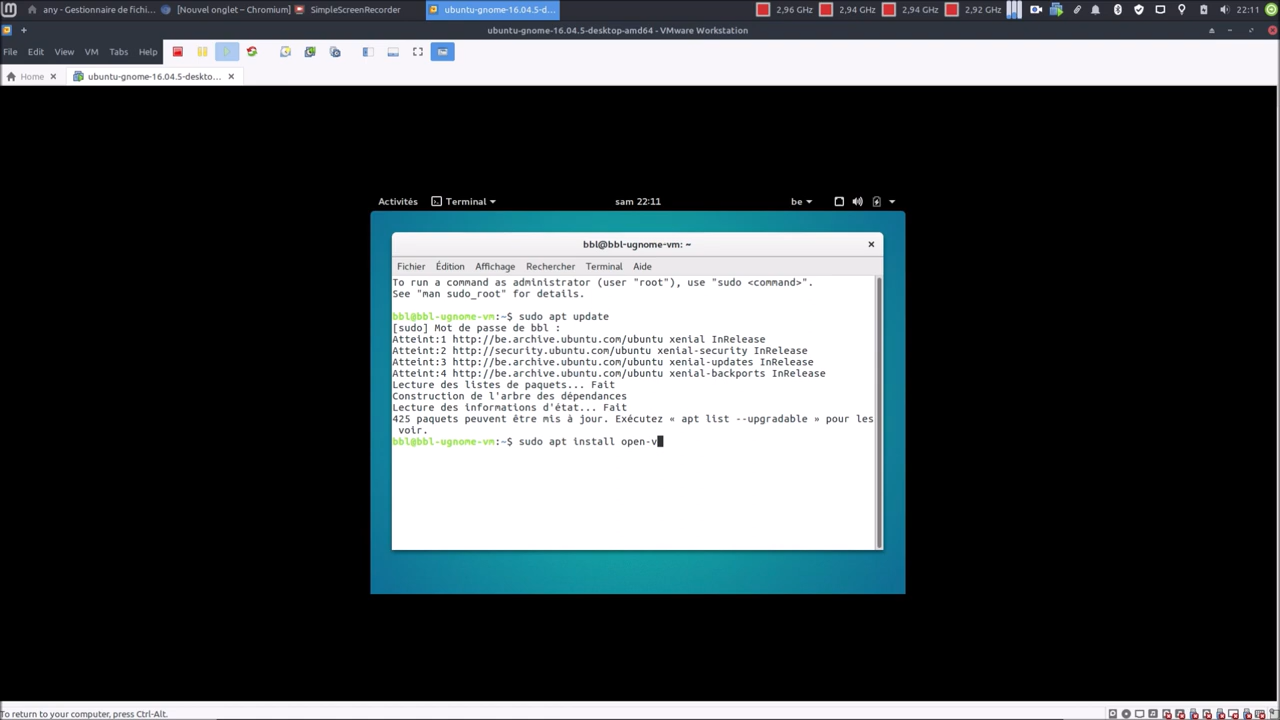 any - Gestionnaire de fichi... [Nouvel onglet – Chromium] SimpleScreenRecorder ubuntu-gnome-16.04.5-d... 2,96 GHz 2,94 GHz 2,94 GHz 2,92 GHz 22:11
ubuntu-gnome-16.04.5-desktop-amd64 - VMware Workstation
File Edit View VM Tabs Help
Home ubuntu-gnome-16.04.5-deskto...
Activités Terminal sam 22:11 be
bbl@bbl-ugnome-vm: ~
Fichier Édition Affichage Rechercher Terminal Aide
To run a command as administrator (user "root"), use "sudo <command>".
See "man sudo_root" for details.
bbl@bbl-ugnome-vm:~$ sudo apt update
[sudo] Mot de passe de bbl :
Atteint:1 http://be.archive.ubuntu.com/ubuntu xenial InRelease
Atteint:2 http://security.ubuntu.com/ubuntu xenial-security InRelease
Atteint:3 http://be.archive.ubuntu.com/ubuntu xenial-updates InRelease
Atteint:4 http://be.archive.ubuntu.com/ubuntu xenial-backports InRelease
Lecture des listes de paquets... Fait
Construction de l'arbre des dépendances
Lecture des informations d'état... Fait
425 paquets peuvent être mis à jour. Exécutez « apt list --upgradable » pour les
voir.
bbl@bbl-ugnome-vm:~$ sudo apt install open-v
To return to your computer, press Ctrl-Alt.